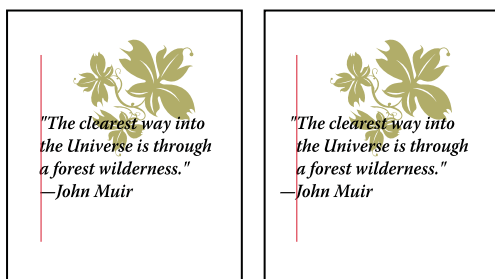 "The clearest way into
the Universe is through
a forest wilderness."
—John Muir
"The clearest way into
the Universe is through
a forest wilderness."
—John Muir